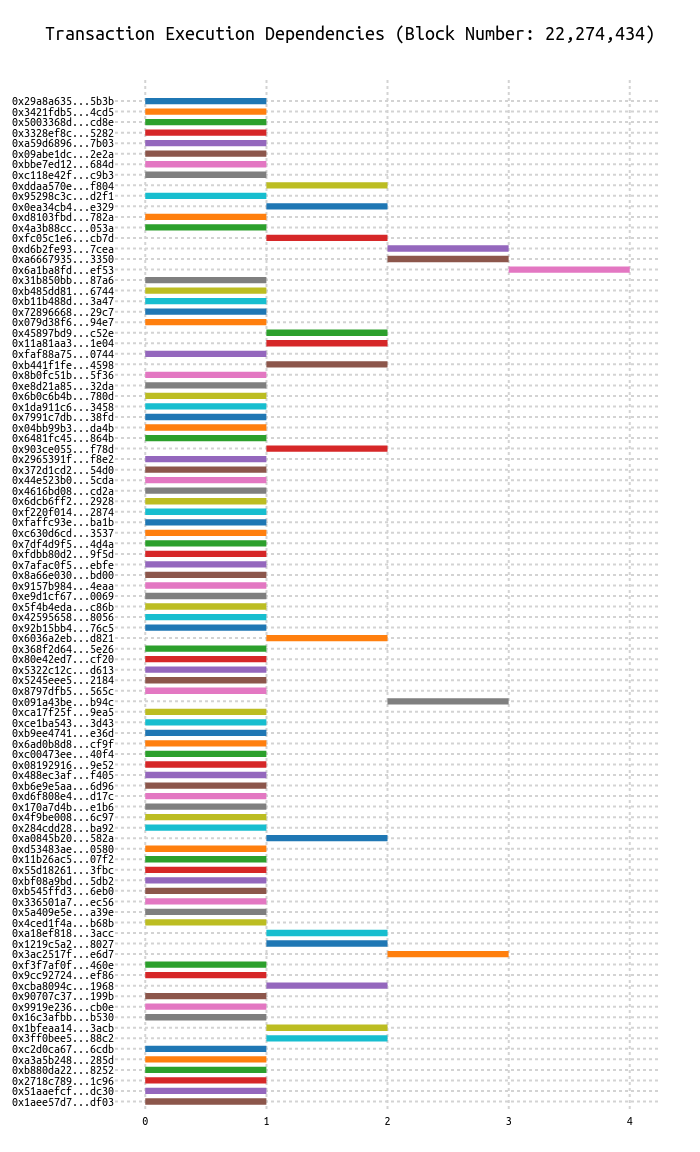 Transaction Execution Dependencies (Block Number: 22,274,434)
0x29a8a635...5b3b
0x3421fdb5...4cd5
0x5003368d...cd8e
0x3328ef8c...5282
0xa59d6896...7b03
0x09abe1dc...2e2a
0xbbe7ed12...684d
0xc118e42f...c9b3
0xddaa570e...f804
0x95298c3c...d2f1
0x0ea34cb4...e329
0xd8103fbd...782a
0x4a3b88cc...053a
0xfc05c1e6...cb7d
0xd6b2fe93...7cea
0xa6667935...3350
0x6a1ba8fd...ef53
0x31b850bb...87a6
0xb485dd81...6744
0xb11b488d...3a47
0x72896668...29c7
0x079d38f6...94e7
0x45897bd9...c52e
0x11a81aa3...1e04
0xfaf88a75...0744
0xb441f1fe...4598
0x8b0fc51b...5f36
0xe8d21a85...32da
0x6b0c6b4b...780d
0x1da911c6...3458
0x7991c7db...38fd
0x04bb99b3...da4b
0x6481fc45...864b
0x903ce055...f78d
0x2965391f...f8e2
0x372d1cd2...54d0
0x44e523b0...5cda
0x4616bd08...cd2a
0x6dcb6ff2...2928
0xf220f014...2874
0xfaffc93e...ba1b
0xc630d6cd...3537
0x7df4d9f5...4d4a
0xfdbb80d2...9f5d
0x7afac0f5...ebfe
0x8a66e030...bd00
0x9157b984...4eaa
0xe9d1cf67...0069
0x5f4b4eda...c86b
0x42595658...8056
0x92b15bb4...76c5
0x6036a2eb...d821
0x368f2d64...5e26
0x80e42ed7...cf20
0x5322c12c...d613
0x5245eee5...2184
0x8797dfb5...565c
0x091a43be...b94c
0xca17f25f...9ea5
0xce1ba543...3d43
0xb9ee4741...e36d
0x6ad0b8d8...cf9f
0xc00473ee...40f4
0x08192916...9e52
0x488ec3af...f405
0xb6e9e5aa...6d96
0xd6f808e4...d17c
0x170a7d4b...e1b6
0x4f9be008...6c97
0x284cdd28...ba92
0xa0845b20...582a
0xd53483ae...0580
0x11b26ac5...07f2
0x55d18261...3fbc
0xbf08a9bd...5db2
0xb545ffd3...6eb0
0x336501a7...ec56
0x5a409e5e...a39e
0x4ced1f4a...b68b
0xa18ef818...3acc
0x1219c5a2...8027
0x3ac2517f...e6d7
0xf3f7af0f...460e
0x9cc92724...ef86
0xcba8094c...1968
0x90707c37...199b
0x9919e236...cb0e
0x16c3afbb...b530
0x1bfeaa14...3acb
0x3ff0bee5...88c2
0xc2d0ca67...6cdb
0xa3a5b248...285d
0xb880da22...8252
0x2718c789...1c96
0x51aaefcf...dc30
0x1aee57d7...df03
0 1 2 3 4